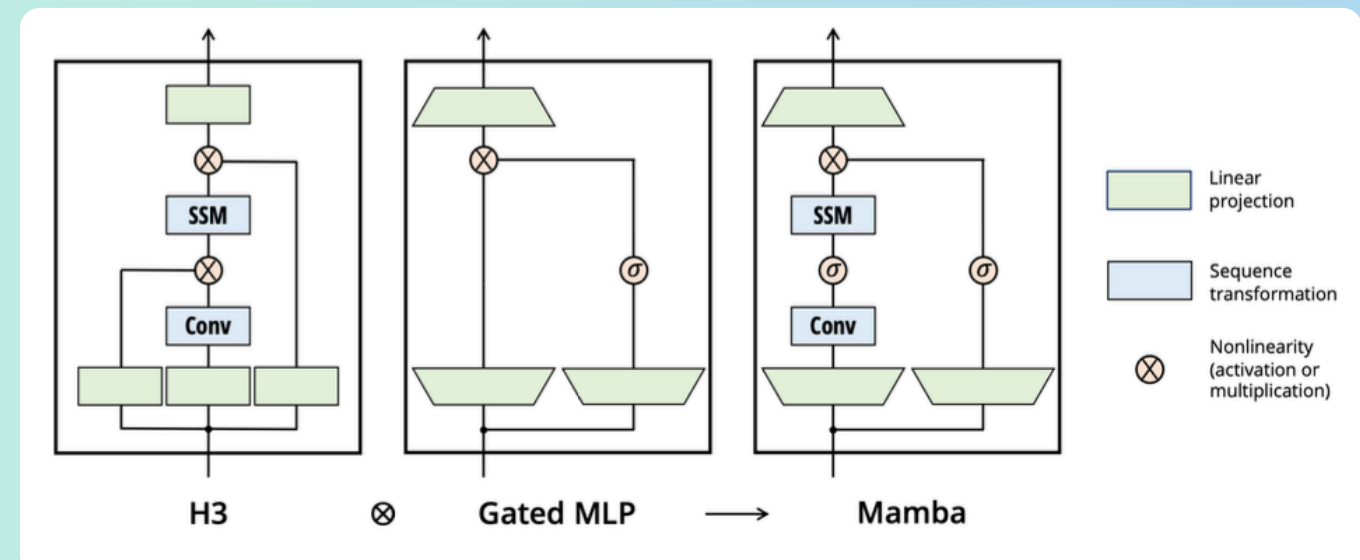 SSM
Conv
σ
SSM
σ
σ
Conv
Linear
projection
Sequence
transformation
Nonlinearity
(activation or
multiplication)
H3 ⊗ Gated MLP ⟶ Mamba